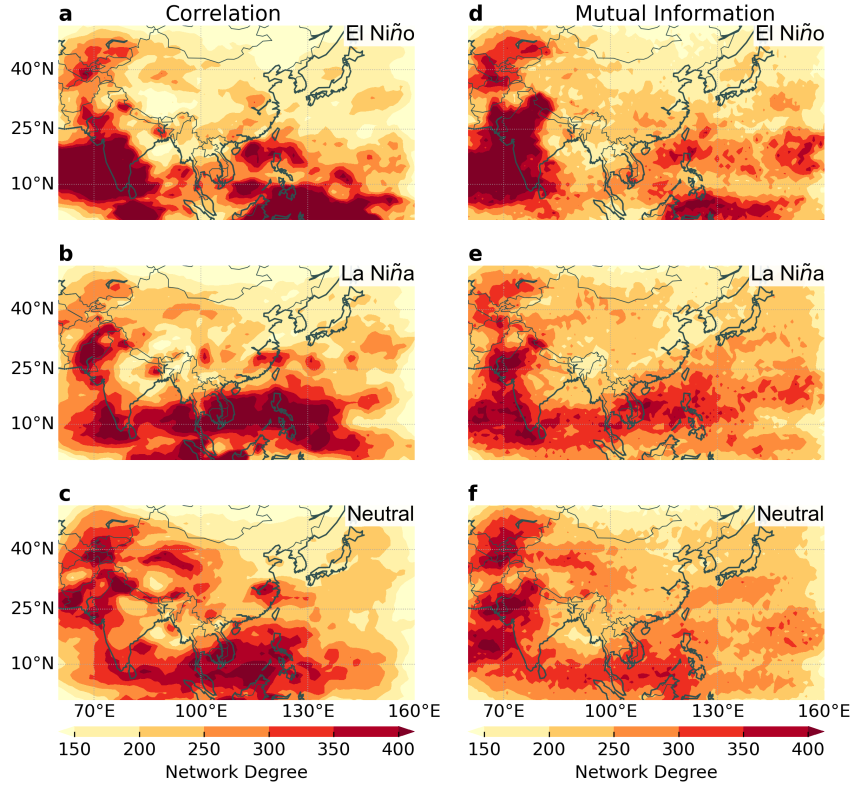 a Correlation
El Niño
40°N
25°N
10°N
d Mutual Information
El Niño
b
La Niña
40°N
25°N
10°N
e
La Niña
c
Neutral
40°N
25°N
10°N
70°E 100°E 130°E 160°E
150 200 250 300 350 400
Network Degree
f
Neutral
70°E 100°E 130°E 160°E
150 200 250 300 350 400
Network Degree